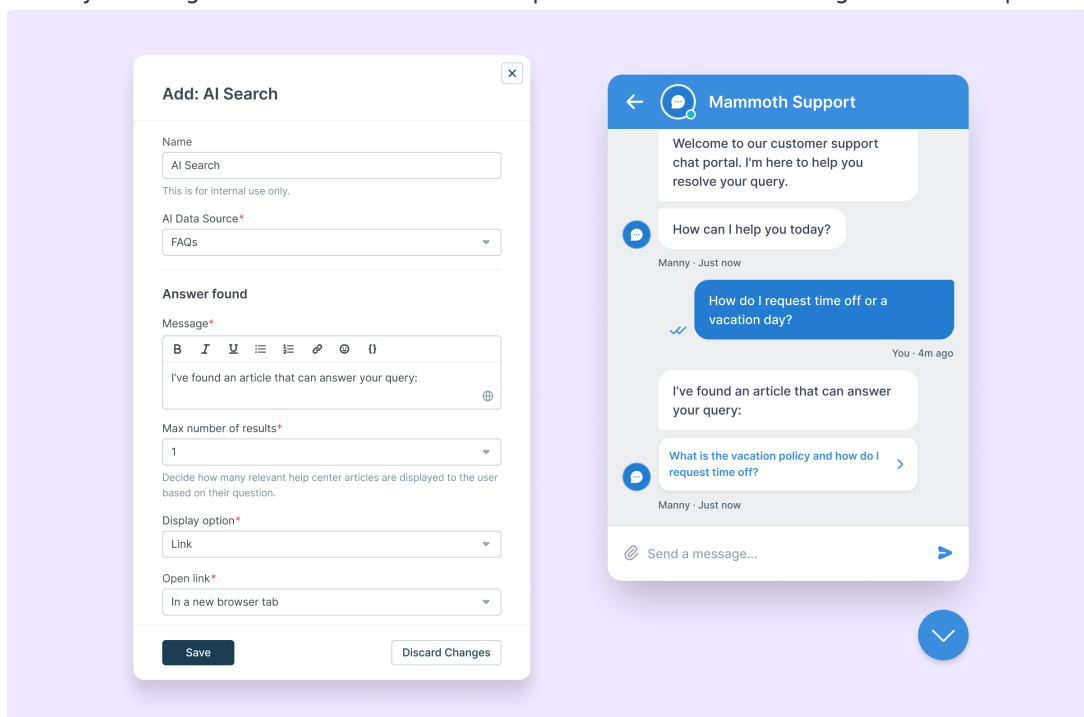 Add: AI Search
Name
AI Search
This is for internal use only.
AI Data Source*
FAQs
Answer found
Message*
B I U {}
I've found an article that can answer your query:
Max number of results*
1
Decide how many relevant help center articles are displayed to the user
based on their question.
Display option*
Link
Open link*
In a new browser tab
Save
Discard Changes
Mammoth Support
Welcome to our customer support
chat portal. I'm here to help you
resolve your query.
How can I help you today?
Manny · Just now
How do I request time off or a
vacation day?
You · 4m ago
I've found an article that can answer
your query:
What is the vacation policy and how do I
request time off?
Manny · Just now
Send a message...